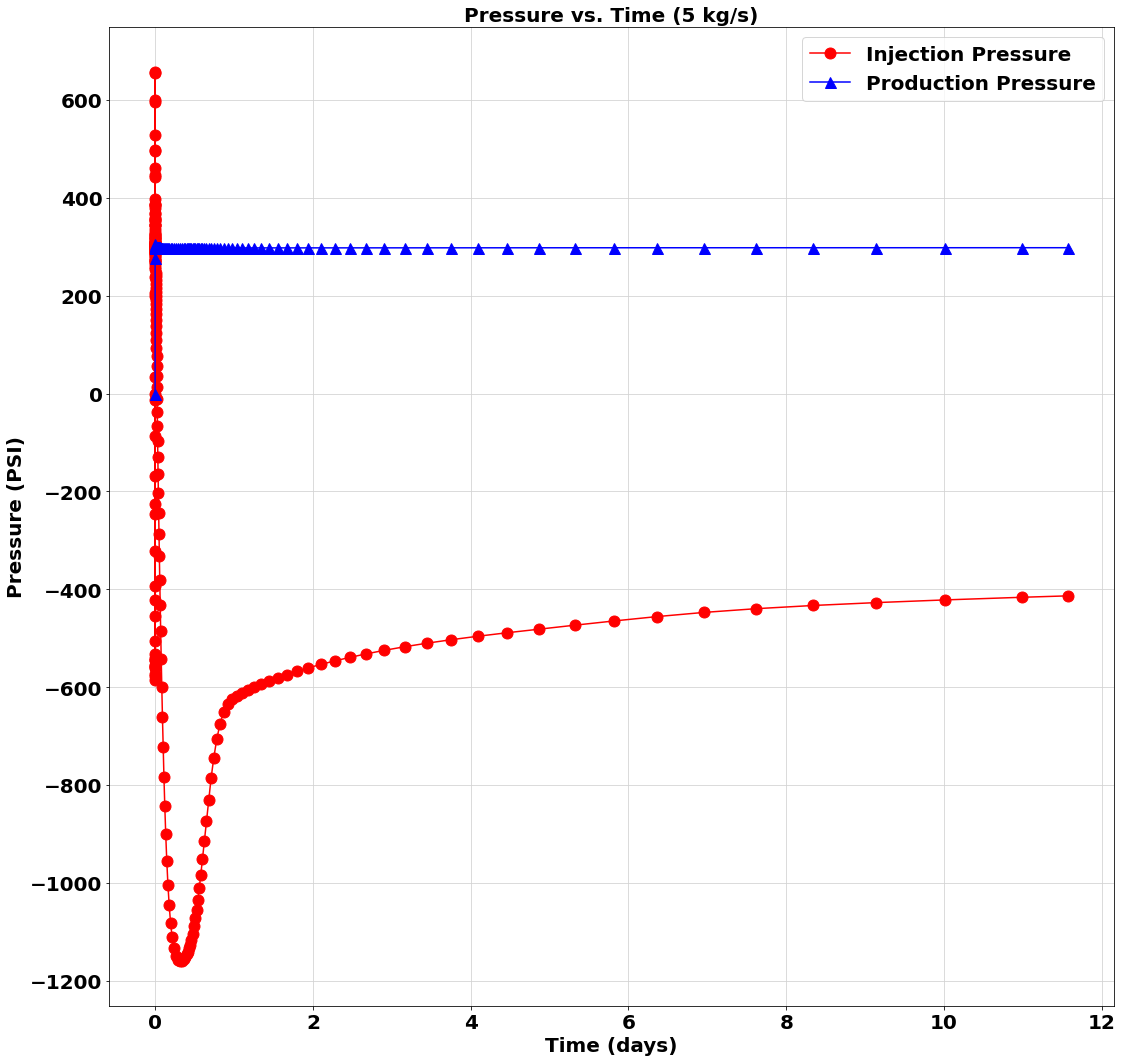 Pressure vs. Time (5 kg/s)
Injection Pressure
Production Pressure
Pressure (PSI)
600
400
200
0
−200
−400
−600
−800
−1000
−1200
0 2 4 6 8 10 12
Time (days)